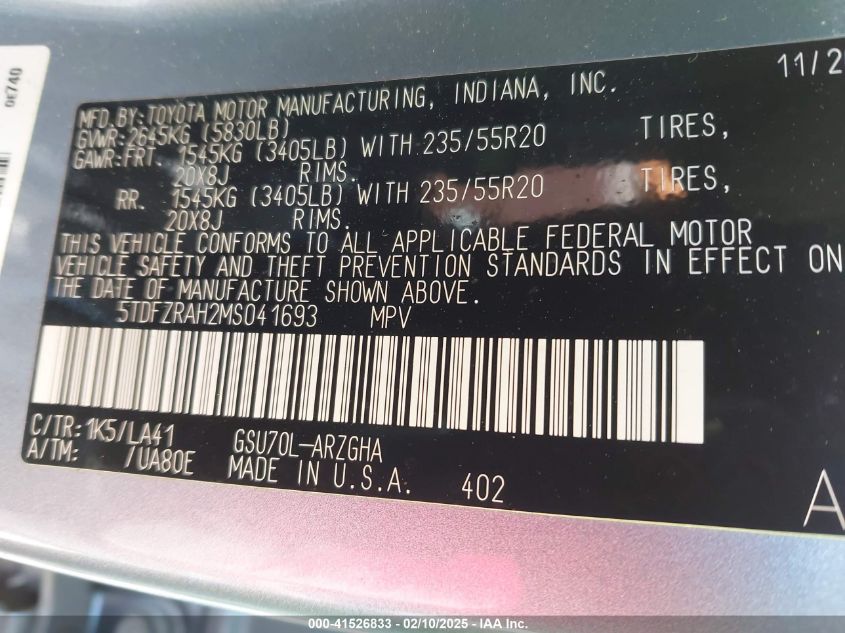 0E740
11/2
MFD.BY:TOYOTA MOTOR MANUFACTURING, INDIANA, INC.
GVWR:2645KG (5830LB)
GAWR:FRT. 1545KG (3405LB) WITH 235/55R20 TIRES,
20X8J RIMS.
RR. 1545KG (3405LB) WITH 235/55R20 TIRES,
20X8J RIMS.
THIS VEHICLE CONFORMS TO ALL APPLICABLE FEDERAL MOTOR
VEHICLE SAFETY AND THEFT PREVENTION STANDARDS IN EFFECT ON
THE DATE OF MANUFACTURE SHOWN ABOVE.
5TDFZRAH2MS041693 MPV
C/TR:1K5/LA41 GSU70L-ARZGHA
A/TM: /UA80E MADE IN U.S.A. 402
A
000-41526833 - 02/10/2025 - IAA Inc.